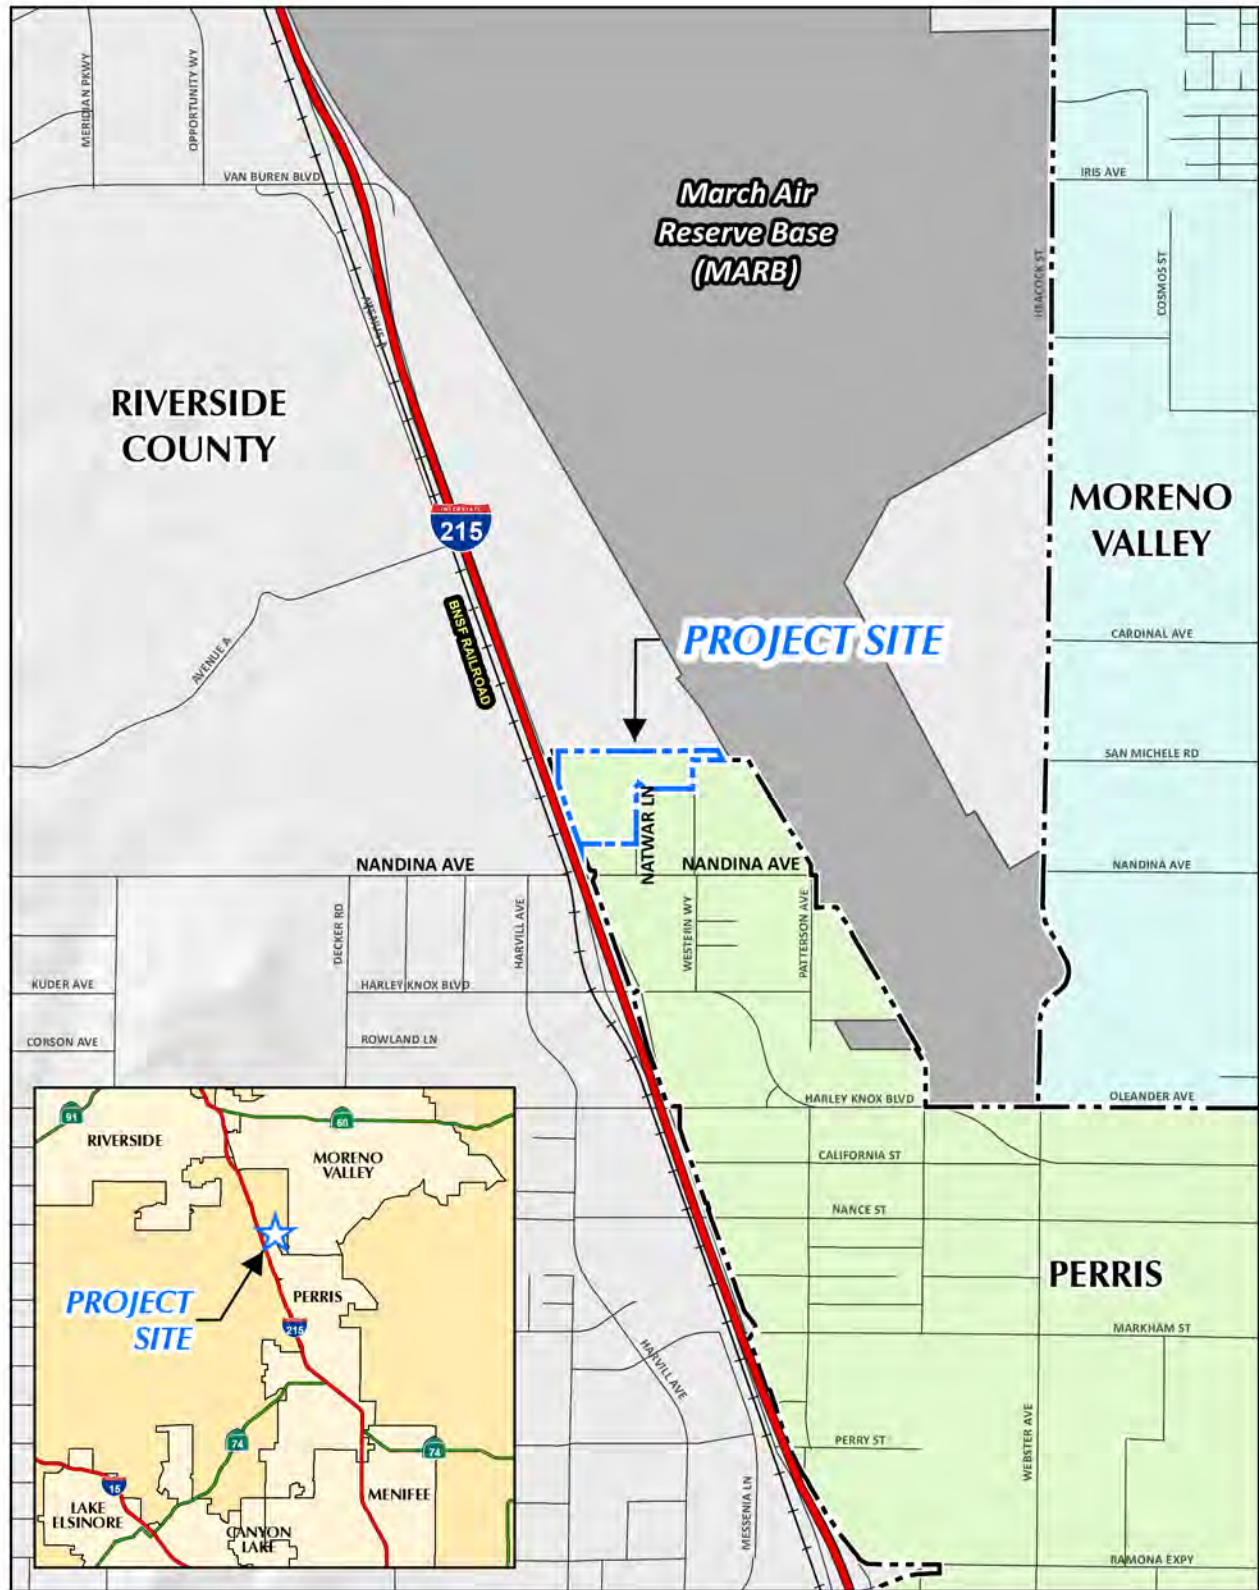 MERIDIAN PKWY
OPPORTUNITY WY
VAN BUREN BLVD
March Air
Reserve Base
(MARB)
IRIS AVE
HEACOCK ST
COSMOS ST
AVENUE A
RIVERSIDE
COUNTY
INTERSTATE
215
MORENO
VALLEY
BNSF RAILROAD
AVENUE A
PROJECT SITE
CARDINAL AVE
SAN MICHELE RD
NATWAR LN
NANDINA AVE
NANDINA AVE
NANDINA AVE
DECKER RD
HARVILL AVE
WESTERN WY
PATTERSON AVE
KUDER AVE
HARLEY KNOX BLVD
CORSON AVE
ROWLAND LN
HARLEY KNOX BLVD
OLEANDER AVE
CALIFORNIA ST
NANCE ST
PERRIS
MARKHAM ST
HARVILL AVE
PERRY ST
WEBSTER AVE
MESSENIA LN
RAMONA EXPY
91
60
RIVERSIDE
MORENO
VALLEY
PROJECT
SITE
PERRIS
215
74
74
15
MENIFEE
LAKE
ELSINORE
CANYON
LAKE